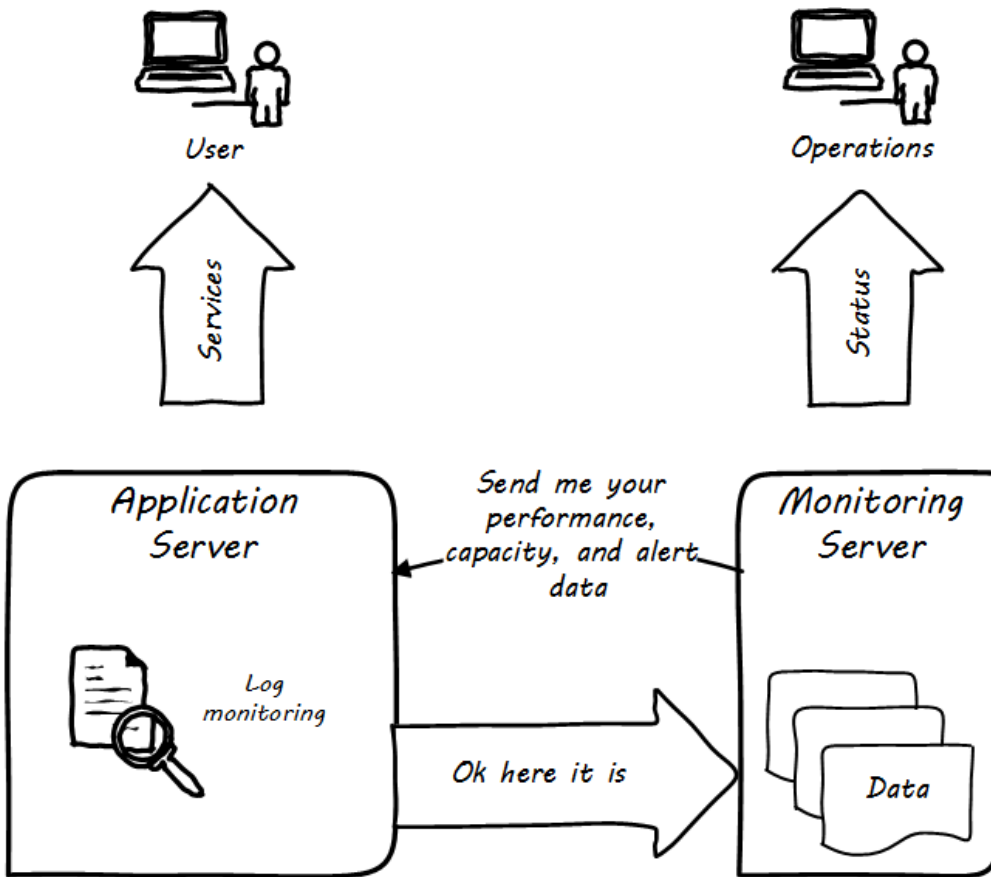 User
Operations
Services
Status
Application
Server
Send me your
performance,
capacity, and alert
data
Monitoring
Server
Log
monitoring
Ok here it is
Data